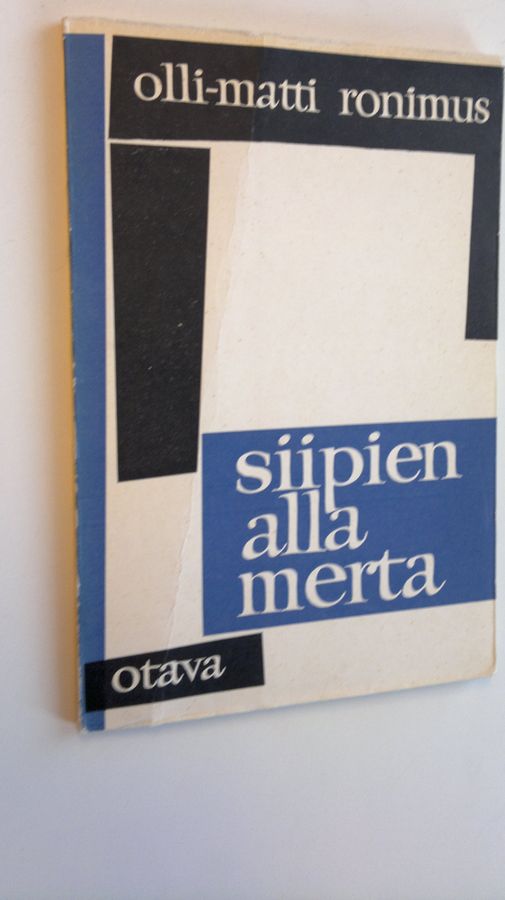 olli-matti ronimus
siipien
alla
merta
otava